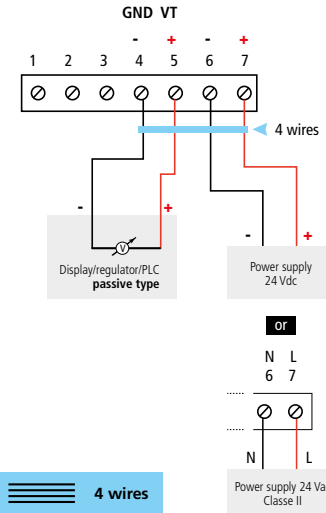 GND VT
- + - +
1 2 3 4 5 6 7
4 wires
- +
- +
V
Display/regulator/PLC
passive type
Power supply
24 Vdc
or
N L
6 7
N L
4 wires
Power supply 24 Va
Classe II